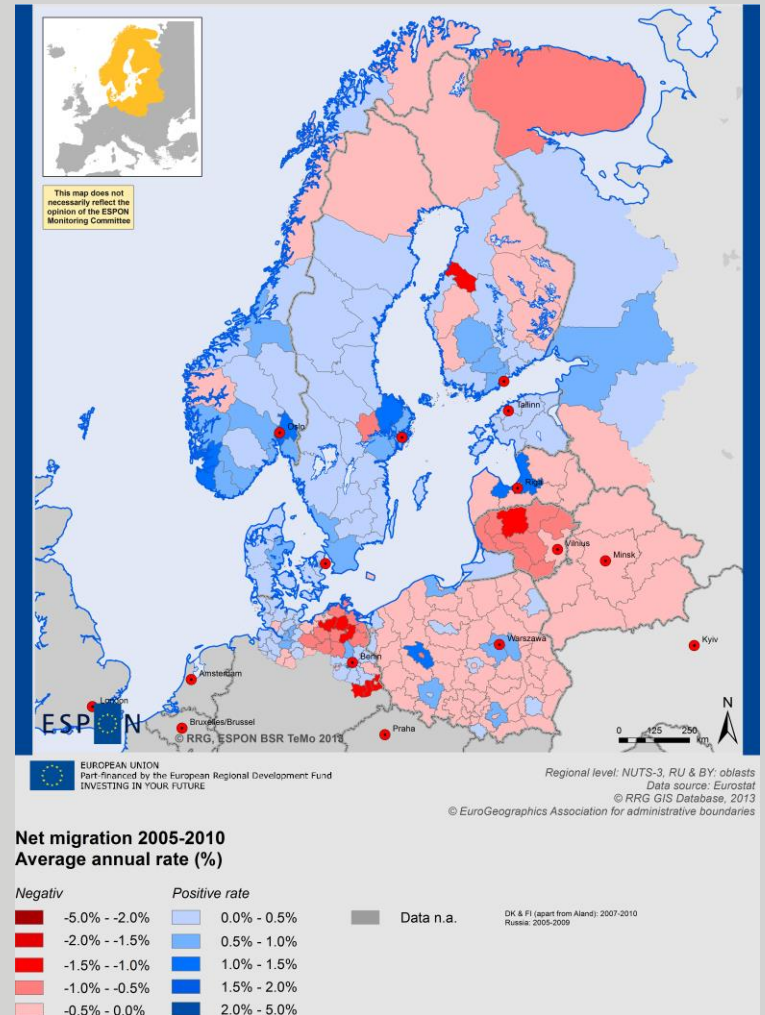 This map does not
necessarily reflect the
opinion of the ESPON
Monitoring Committee
Oslo
Tallinn
Riga
Vilnius
Minsk
Warszawa
Kyiv
Berlin
Amsterdam
London
Bruxelles/Brussel
Praha
ESPON
© RRG, ESPON BSR TeMo 2013
N
0 125 250
km
EUROPEAN UNION
Part-financed by the European Regional Development Fund
INVESTING IN YOUR FUTURE
Regional level: NUTS-3, RU & BY: oblasts
Data source: Eurostat
© RRG GIS Database, 2013
© EuroGeographics Association for administrative boundaries
Net migration 2005-2010
Average annual rate (%)
Negativ Positive rate
-5.0% - -2.0% 0.0% - 0.5% Data n.a. DK & FI (apart from Aland): 2007-2010
Russia: 2005-2009
-2.0% - -1.5% 0.5% - 1.0%
-1.5% - -1.0% 1.0% - 1.5%
-1.0% - -0.5% 1.5% - 2.0%
-0.5% - 0.0% 2.0% - 5.0%